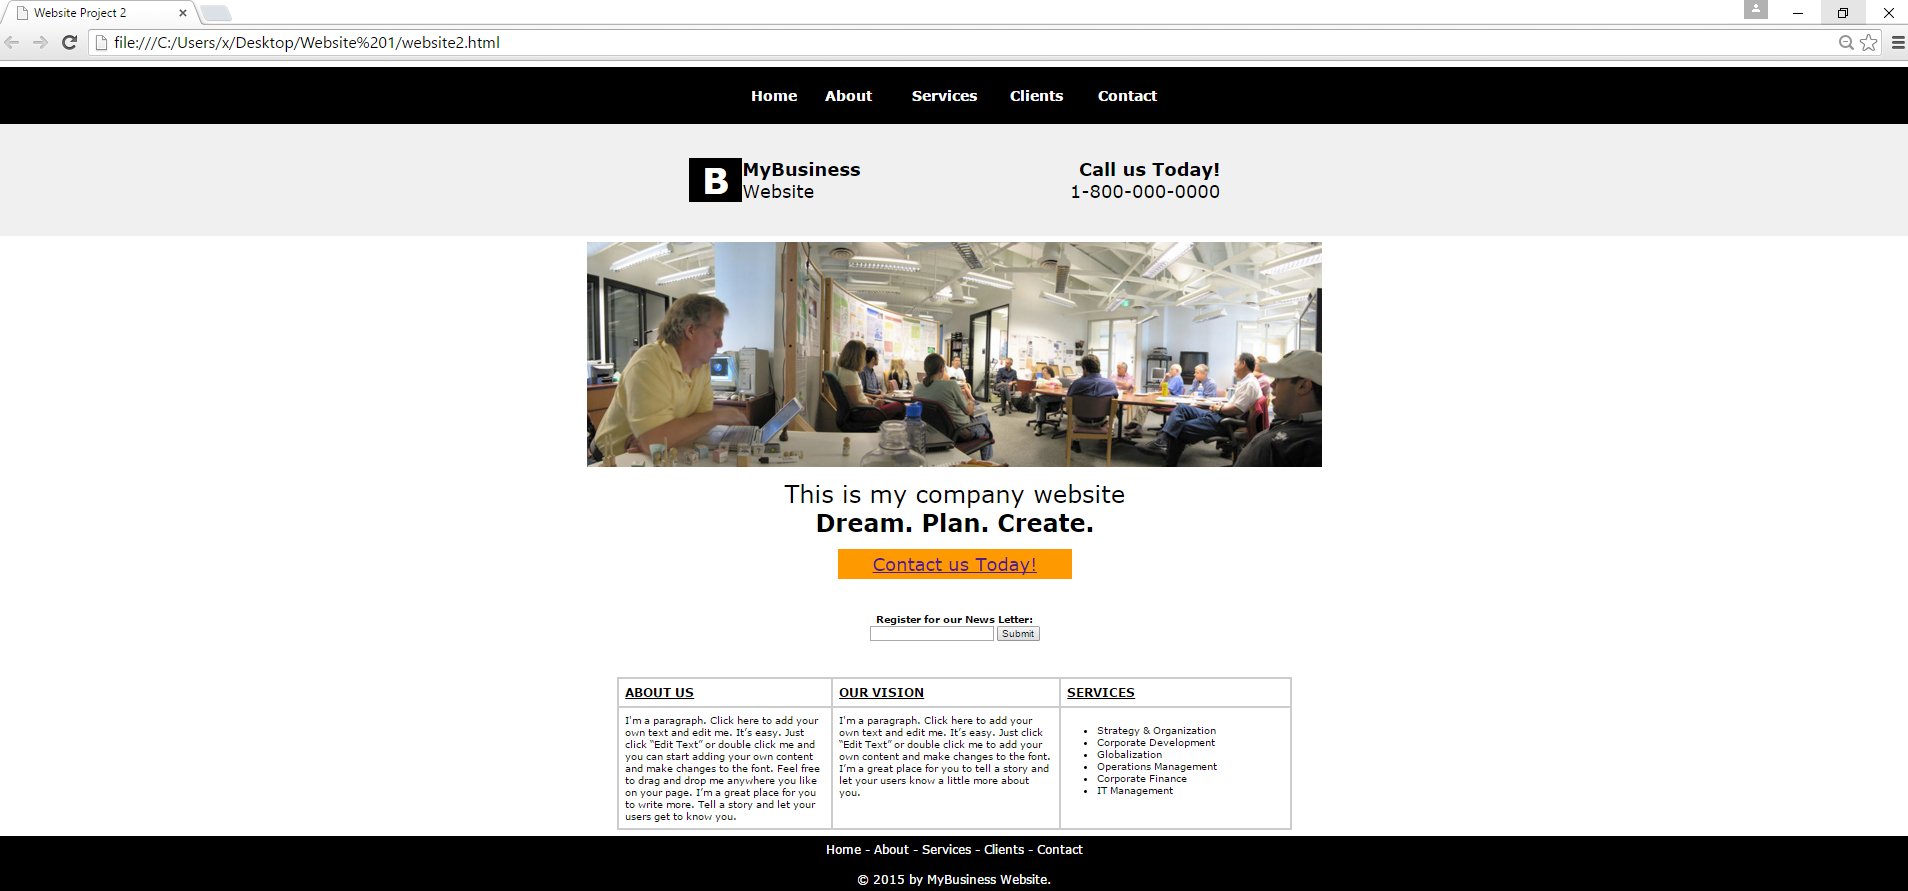 Website Project 2
file:///C:/Users/x/Desktop/Website%201/website2.html
Home About Services Clients Contact
B
MyBusiness
Website
Call us Today!
1-800-000-0000
This is my company website
Dream. Plan. Create.
Contact us Today!
Register for our News Letter:
Submit
ABOUT US
I'm a paragraph. Click here to add your
own text and edit me. It’s easy. Just
click “Edit Text” or double click me and
you can start adding your own content
and make changes to the font. Feel free
to drag and drop me anywhere you like
on your page. I’m a great place for you
to write more. Tell a story and let your
users get to know you.
OUR VISION
I'm a paragraph. Click here to add your
own text and edit me. It’s easy. Just click
“Edit Text” or double click me to add your
own content and make changes to the font.
I’m a great place for you to tell a story and
let your users know a little more about
you.
SERVICES
Strategy & Organization
Corporate Development
Globalization
Operations Management
Corporate Finance
IT Management
Home - About - Services - Clients - Contact
© 2015 by MyBusiness Website.